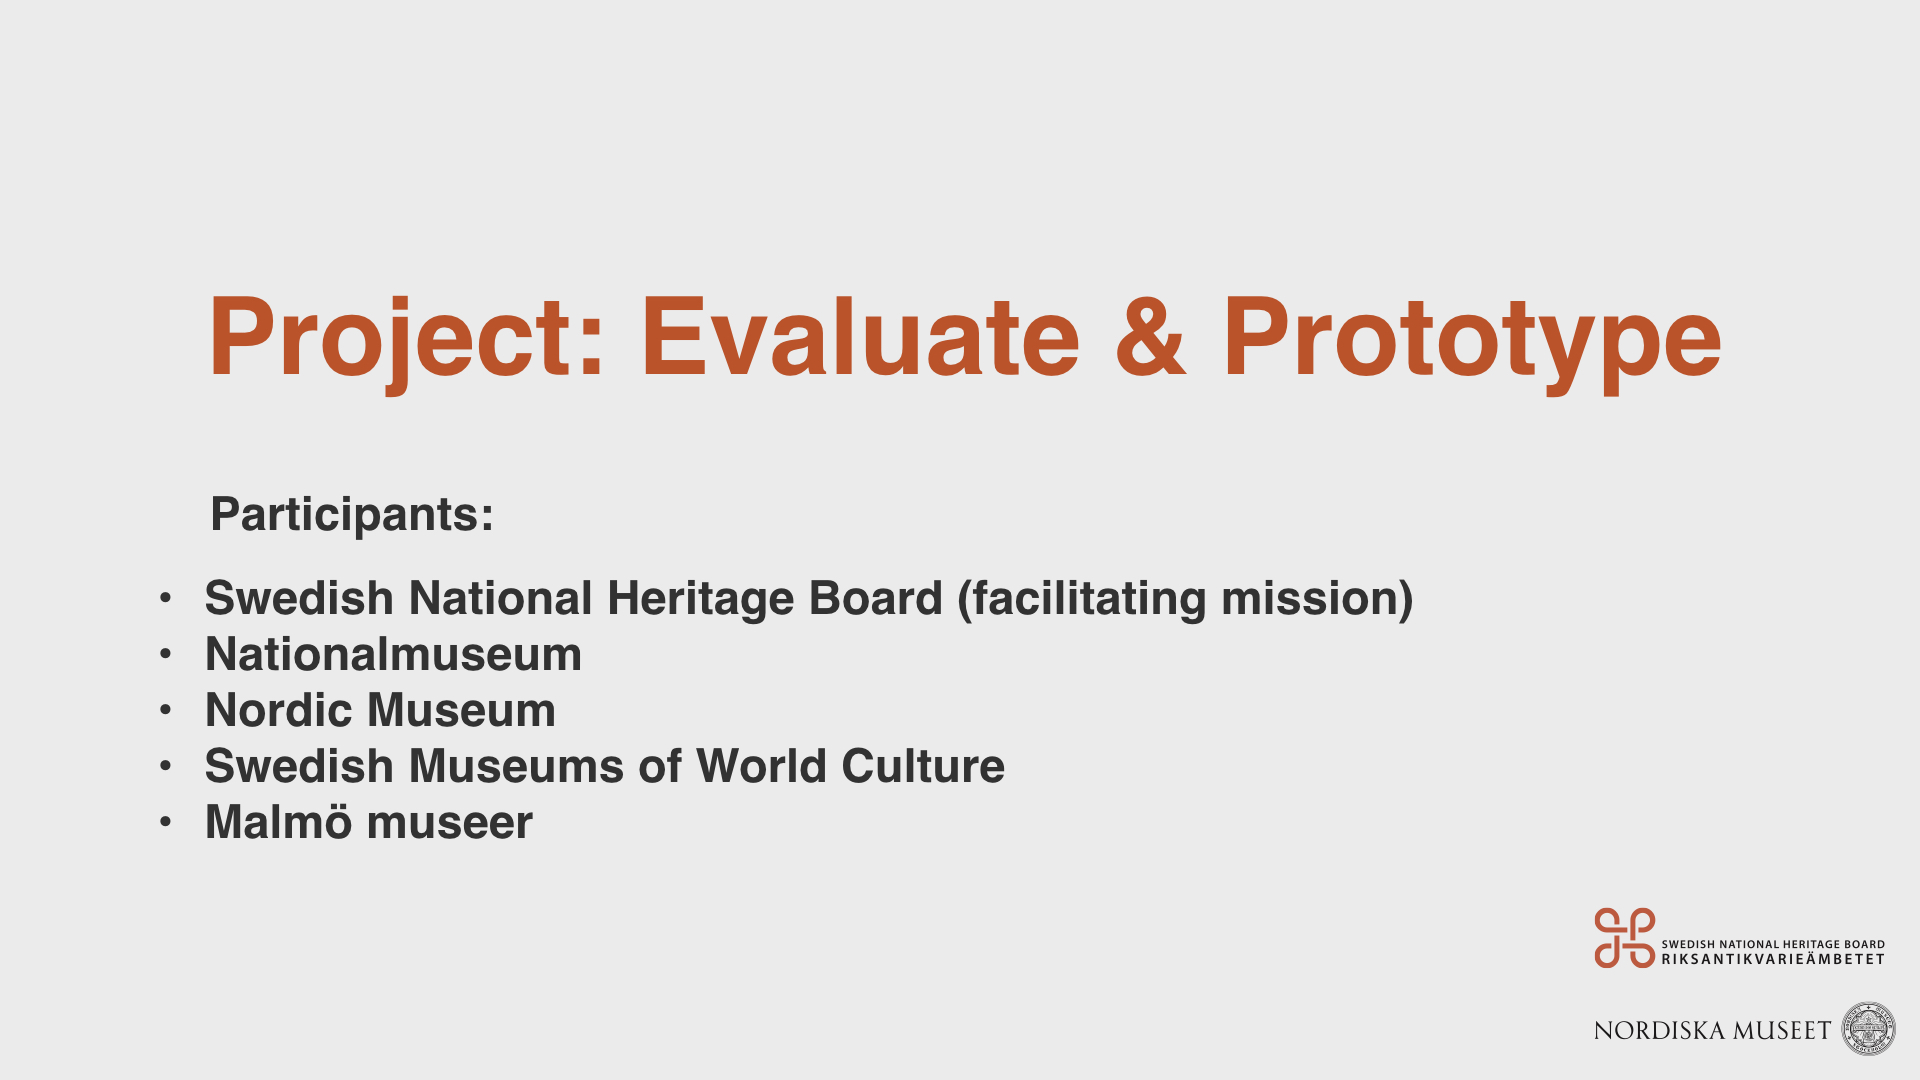 Project: Evaluate & Prototype
Participants:
• Swedish National Heritage Board (facilitating mission)
• Nationalmuseum
• Nordic Museum
• Swedish Museums of World Culture
• Malmö museer
SWEDISH NATIONAL HERITAGE BOARD
RIKSANTIKVARIEÄMBETET
NORDISKA MUSEET